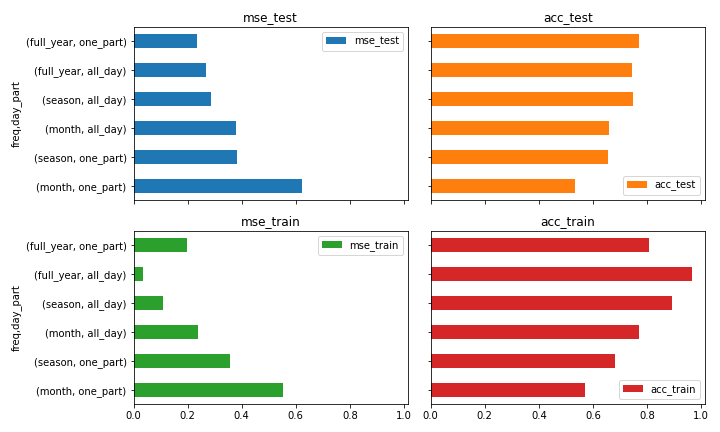 mse_test
acc_test
freq,day_part
(full_year, one_part)
(full_year, all_day)
(season, all_day)
(month, all_day)
(season, one_part)
(month, one_part)
mse_test
acc_test
mse_train
acc_train
freq,day_part
(full_year, one_part)
(full_year, all_day)
(season, all_day)
(month, all_day)
(season, one_part)
(month, one_part)
mse_train
acc_train
0.0 0.2 0.4 0.6 0.8 1.0
0.0 0.2 0.4 0.6 0.8 1.0